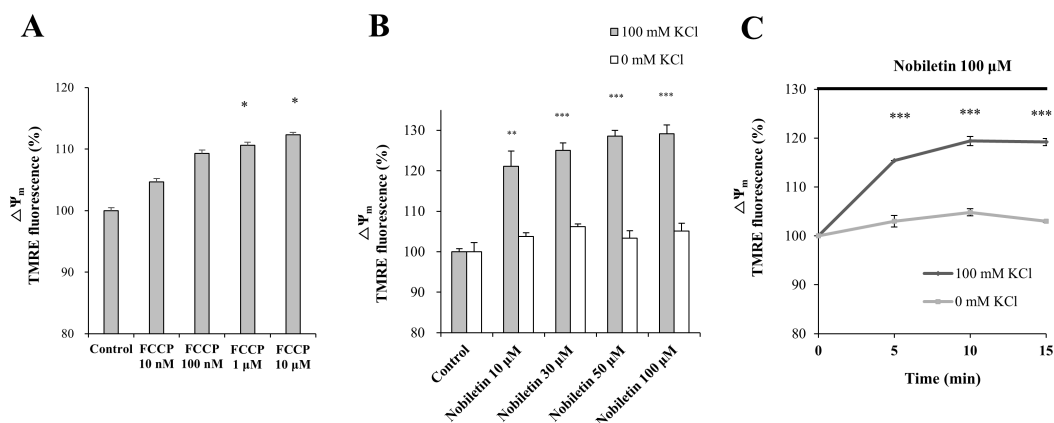 A
△Ψm
TMRE fluorescence (%)
120
110
100
90
80
Control
FCCP
10 nM
FCCP
100 nM
FCCP
1 µM
FCCP
10 µM
*
*
B
100 mM KCl
0 mM KCl
△Ψm
TMRE fluorescence (%)
140
130
120
110
100
90
80
**
***
***
***
Control
Nobiletin 10 µM
Nobiletin 30 µM
Nobiletin 50 µM
Nobiletin 100 µM
C
Nobiletin 100 µM
△Ψm
TMRE fluorescence (%)
130
120
110
100
90
80
***
***
***
100 mM KCl
0 mM KCl
0
5
10
15
Time (min)